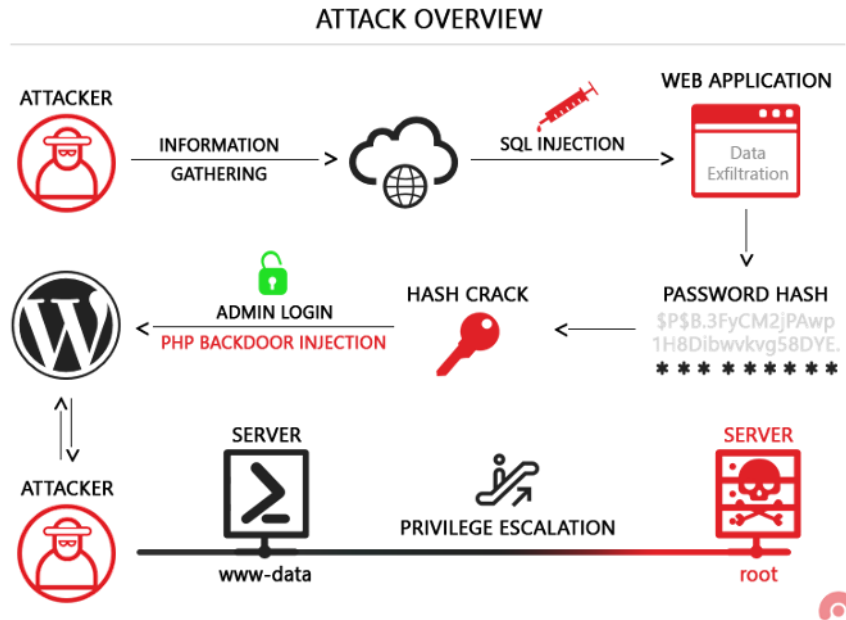 ATTACK OVERVIEW
ATTACKER
INFORMATION
GATHERING
SQL INJECTION
WEB APPLICATION
Data
Exfiltration
PASSWORD HASH
$P$B.3FyCM2jPAwp
1H8Dibwvkvg58DYE.
* * * * * * * * *
HASH CRACK
ADMIN LOGIN
PHP BACKDOOR INJECTION
W
ATTACKER
SERVER
www-data
PRIVILEGE ESCALATION
SERVER
root